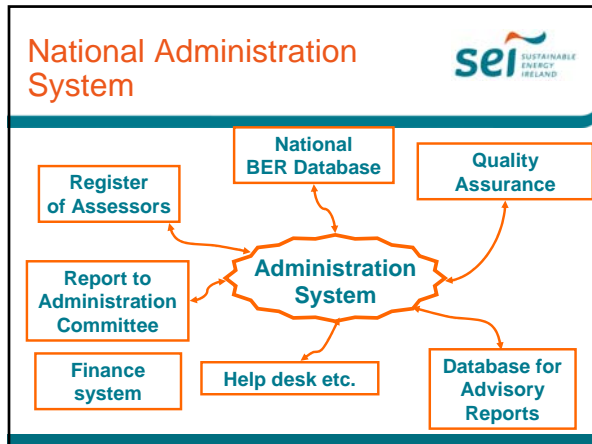 National Administration
System
sei
SUSTAINABLE
ENERGY
IRELAND
National
BER Database
Quality
Assurance
Register
of Assessors
Administration
System
Report to
Administration
Committee
Finance
system
Help desk etc.
Database for
Advisory
Reports